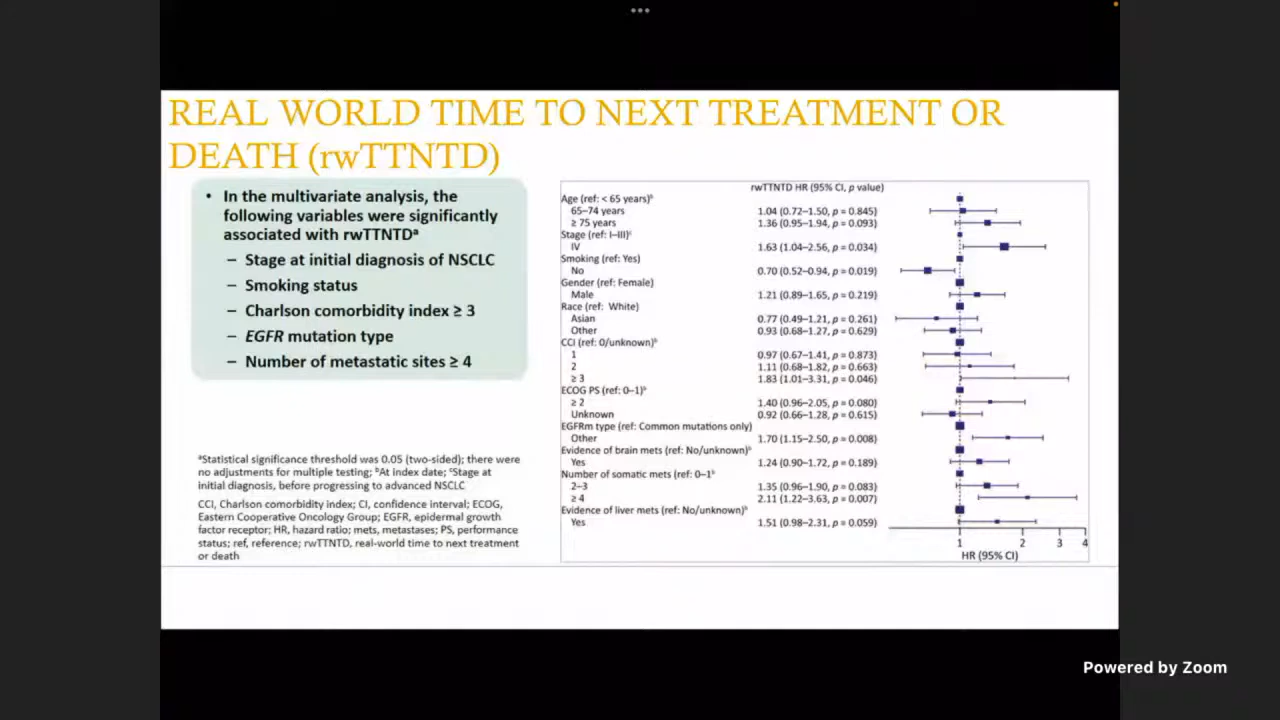 REAL WORLD TIME TO NEXT TREATMENT OR
DEATH (rwTTNTD)
• In the multivariate analysis, the
following variables were significantly
associated with rwTTNTDᵃ
– Stage at initial diagnosis of NSCLC
– Smoking status
– Charlson comorbidity index ≥ 3
– EGFR mutation type
– Number of metastatic sites ≥ 4
ᵃStatistical significance threshold was 0.05 (two-sided); there were
no adjustments for multiple testing; ᵇAt index date; ᶜStage at
initial diagnosis, before progressing to advanced NSCLC
CCI, Charlson comorbidity index; CI, confidence interval; ECOG,
Eastern Cooperative Oncology Group; EGFR, epidermal growth
factor receptor; HR, hazard ratio; mets, metastases; PS, performance
status; ref, reference; rwTTNTD, real-world time to next treatment
or death
rwTTNTD HR (95% CI, p value)
Age (ref: < 65 years)ᵇ
65–74 years 1.04 (0.72–1.50, p = 0.845)
≥ 75 years 1.36 (0.95–1.94, p = 0.093)
Stage (ref: I–III)ᶜ
IV 1.63 (1.04–2.56, p = 0.034)
Smoking (ref: Yes)
No 0.70 (0.52–0.94, p = 0.019)
Gender (ref: Female)
Male 1.21 (0.89–1.65, p = 0.219)
Race (ref: White)
Asian 0.77 (0.49–1.21, p = 0.261)
Other 0.93 (0.68–1.27, p = 0.629)
CCI (ref: 0/unknown)ᵇ
1 0.97 (0.67–1.41, p = 0.873)
2 1.11 (0.68–1.82, p = 0.663)
≥ 3 1.83 (1.01–3.31, p = 0.046)
ECOG PS (ref: 0–1)ᵇ
≥ 2 1.40 (0.96–2.05, p = 0.080)
Unknown 0.92 (0.66–1.28, p = 0.615)
EGFRm type (ref: Common mutations only)
Other 1.70 (1.15–2.50, p = 0.008)
Evidence of brain mets (ref: No/unknown)ᵇ
Yes 1.24 (0.90–1.72, p = 0.189)
Number of somatic mets (ref: 0–1)ᵇ
2–3 1.35 (0.96–1.90, p = 0.083)
≥ 4 2.11 (1.22–3.63, p = 0.007)
Evidence of liver mets (ref: No/unknown)ᵇ
Yes 1.51 (0.98–2.31, p = 0.059)
1 2 3 4
HR (95% CI)
Powered by Zoom